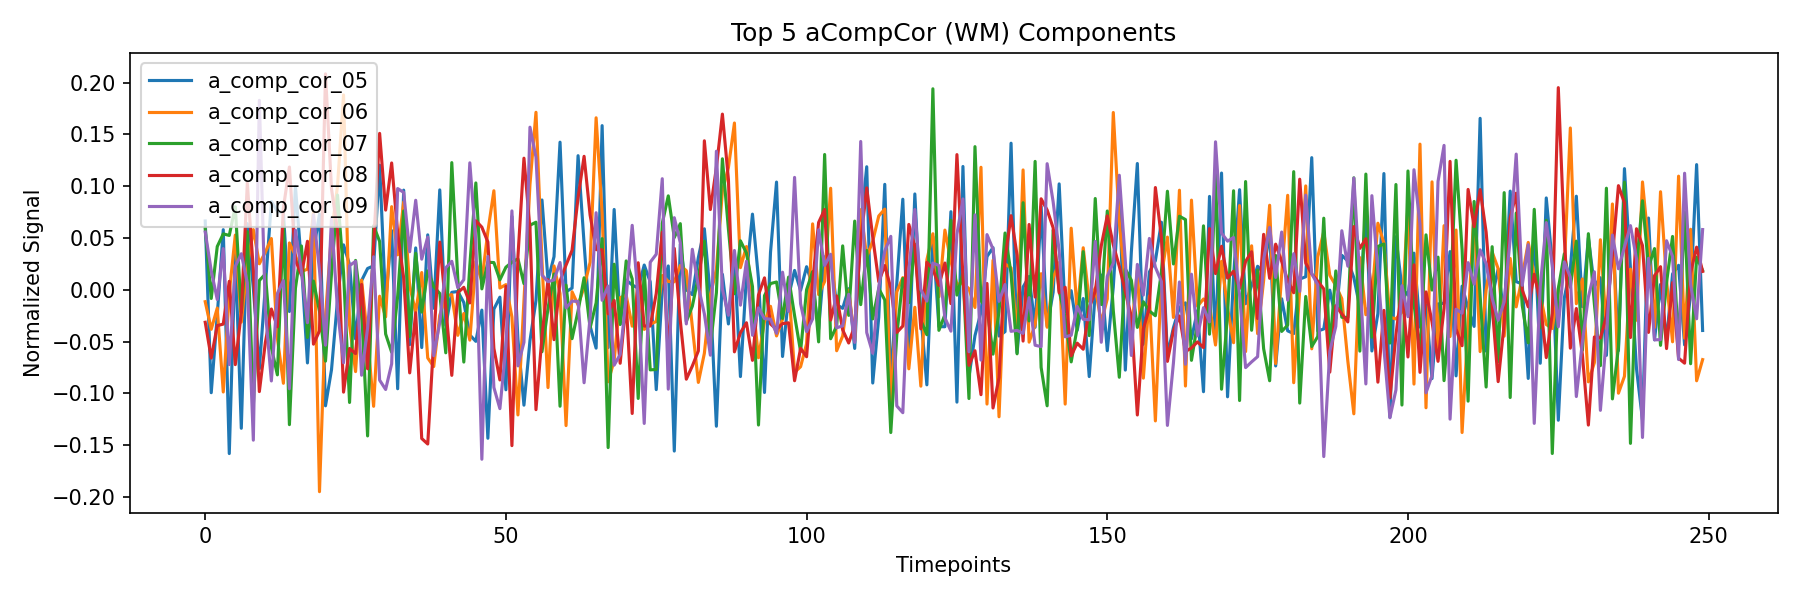 Top 5 aCompCor (WM) Components
a_comp_cor_05
a_comp_cor_06
a_comp_cor_07
a_comp_cor_08
a_comp_cor_09
Normalized Signal
0.20
0.15
0.10
0.05
0.00
−0.05
−0.10
−0.15
−0.20
0 50 100 150 200 250
Timepoints